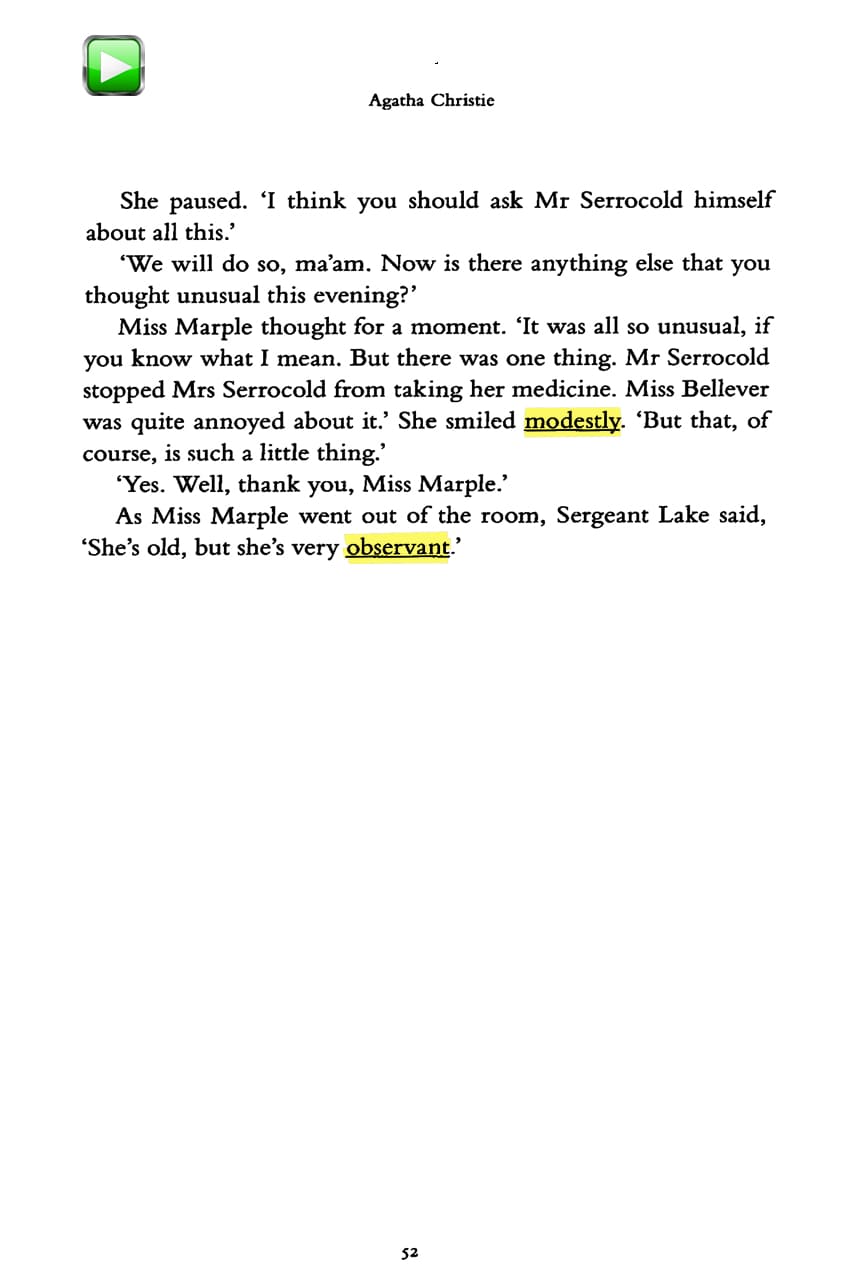 Agatha Christie
She paused. ‘I think you should ask Mr Serrocold himself
about all this.’
‘We will do so, ma’am. Now is there anything else that you
thought unusual this evening?’
Miss Marple thought for a moment. ‘It was all so unusual, if
you know what I mean. But there was one thing. Mr Serrocold
stopped Mrs Serrocold from taking her medicine. Miss Bellever
was quite annoyed about it.’ She smiled modestly. ‘But that, of
course, is such a little thing.’
‘Yes. Well, thank you, Miss Marple.’
As Miss Marple went out of the room, Sergeant Lake said,
‘She’s old, but she’s very observant.’
52